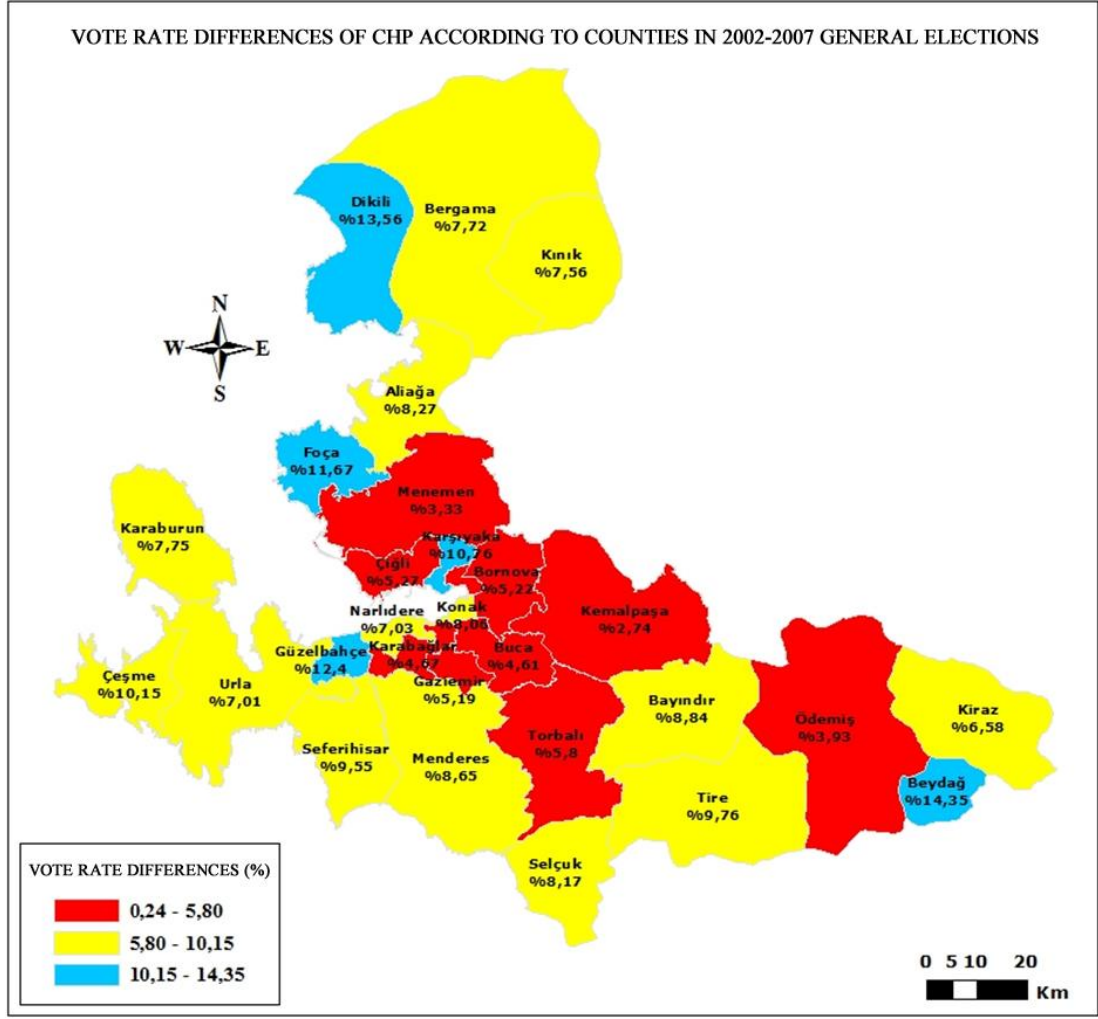 VOTE RATE DIFFERENCES OF CHP ACCORDING TO COUNTIES IN 2002-2007 GENERAL ELECTIONS
Dikili
%13,56
Bergama
%7,72
Kınık
%7,56
N
W E
S
Aliağa
%8,27
Foça
%11,67
Menemen
%3,33
Karaburun
%7,75
Karşıyaka
%10,76
Çiğli
%5,27
Bornova
%5,22
Konak
%8,06
Narlıdere
%7,03
Kemalpaşa
%2,74
Güzelbahçe
%12,4
Karabağlar
%4,67
Buca
%4,61
Gaziemir
%5,19
Çeşme
%10,15
Urla
%7,01
Bayındır
%8,84
Ödemiş
%3,93
Kiraz
%6,58
Seferihisar
%9,55
Menderes
%8,65
Torbalı
%5,8
Beydağ
%14,35
Tire
%9,76
Selçuk
%8,17
VOTE RATE DIFFERENCES (%)
0,24 - 5,80
5,80 - 10,15
10,15 - 14,35
0 5 10 20
Km